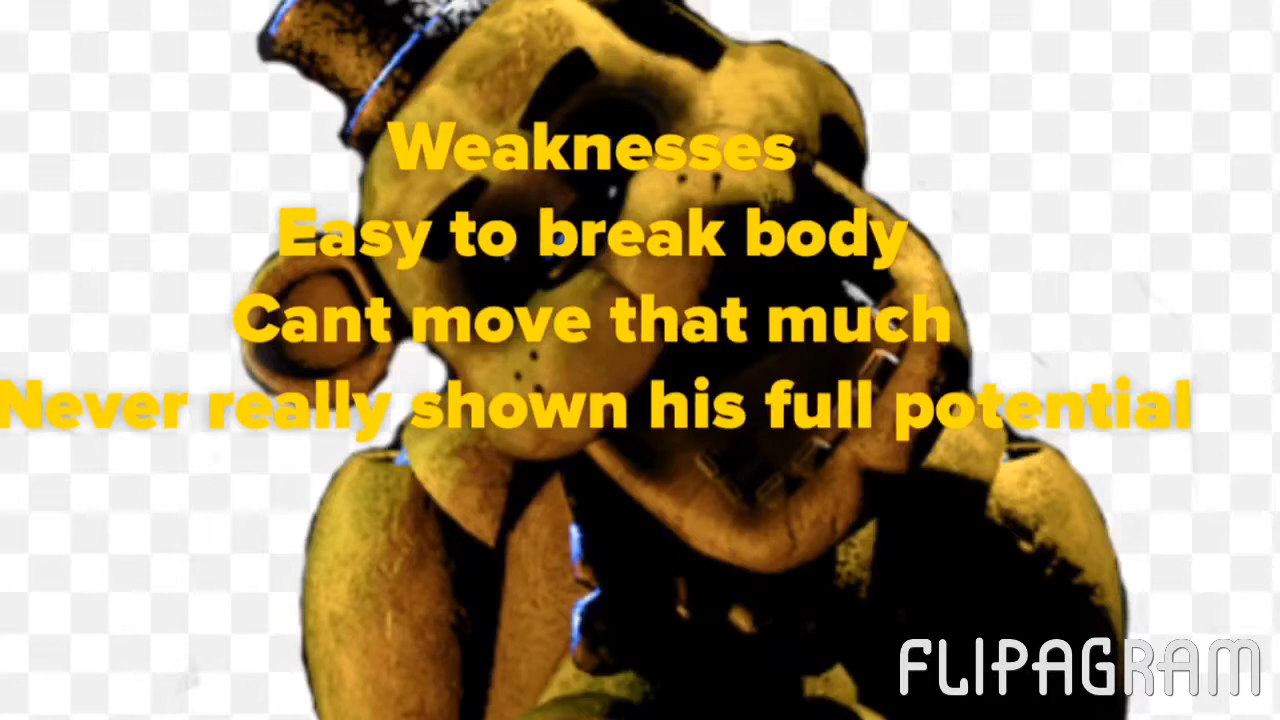 Weaknesses
Easy to break body
Cant move that much
Never really shown his full potential
FLIPAGRAM